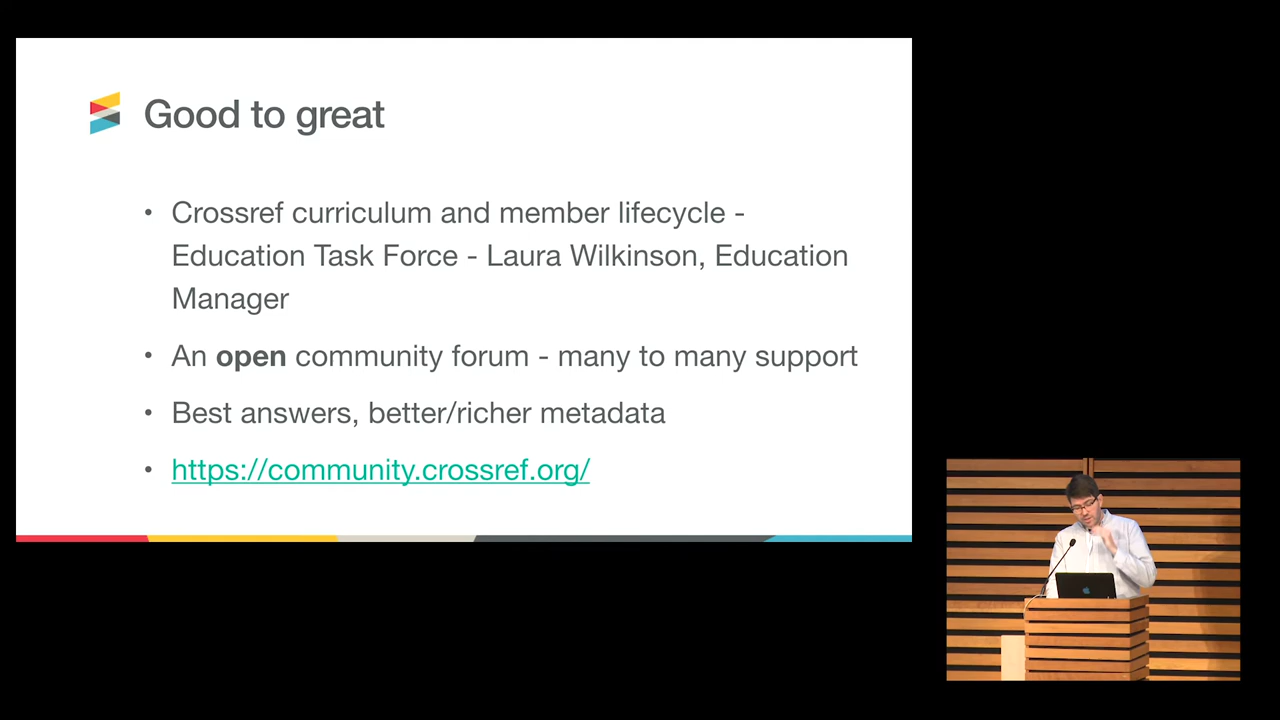 Good to great
• Crossref curriculum and member lifecycle -
Education Task Force - Laura Wilkinson, Education
Manager
• An open community forum - many to many support
• Best answers, better/richer metadata
• https://community.crossref.org/